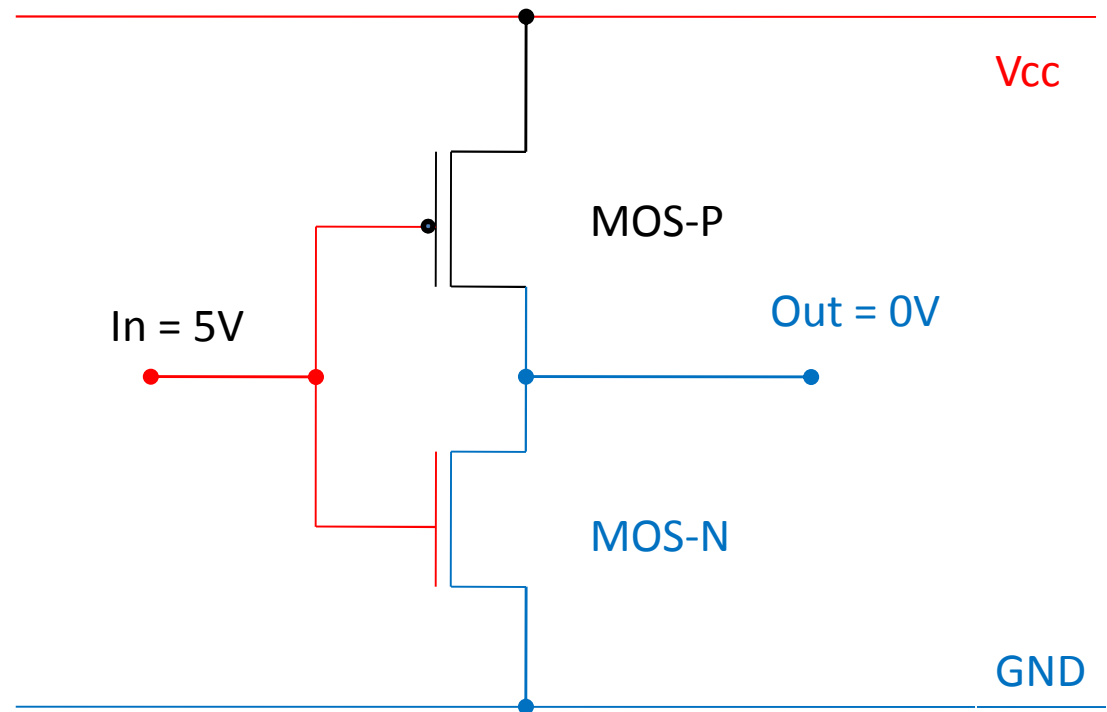 Vcc
MOS-P
Out = 0V
In = 5V
MOS-N
GND